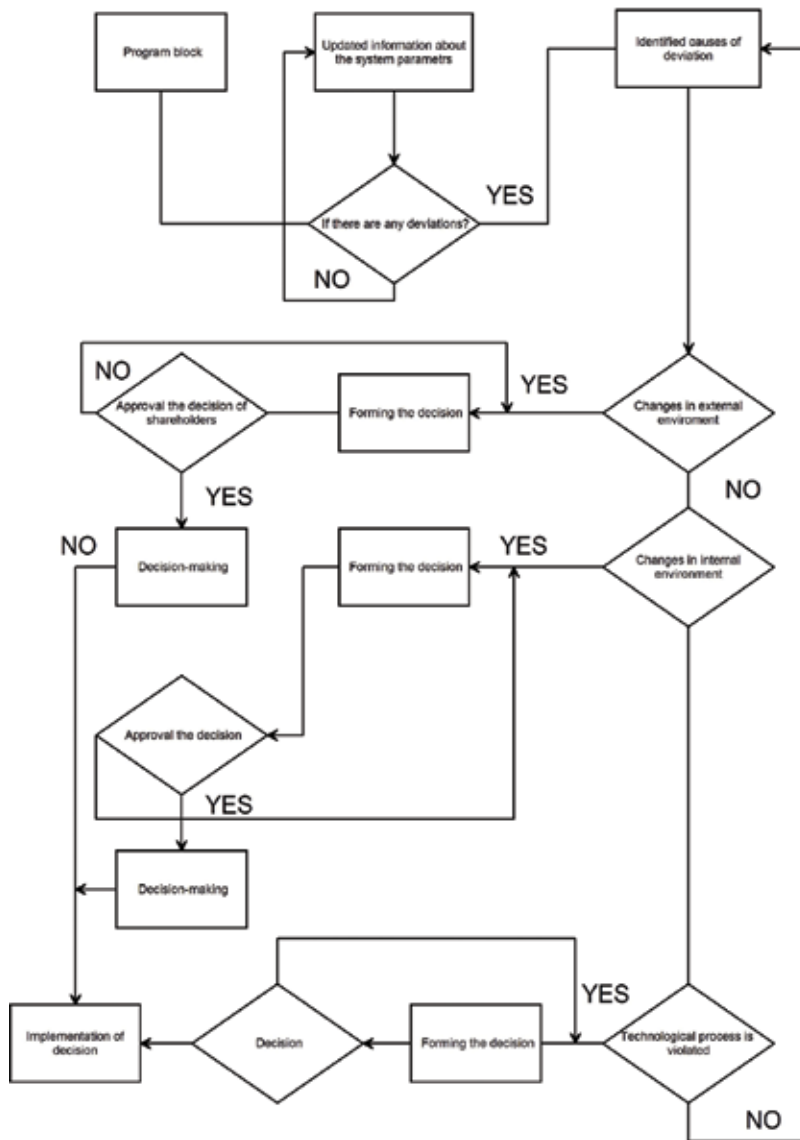 Program block
Updated information about
the system parametrs
Identified causes of
deviation
YES
If there are any deviations?
NO
NO
YES
Approval the decision of
shareholders
Forming the decision
Changes in external
enviroment
YES
NO
NO
YES
Decision-making
Forming the decision
Changes in internal
environment
Approval the decision
YES
Decision-making
YES
Implementation of
decision
Decision
Forming the decision
Technological process is
violated
NO